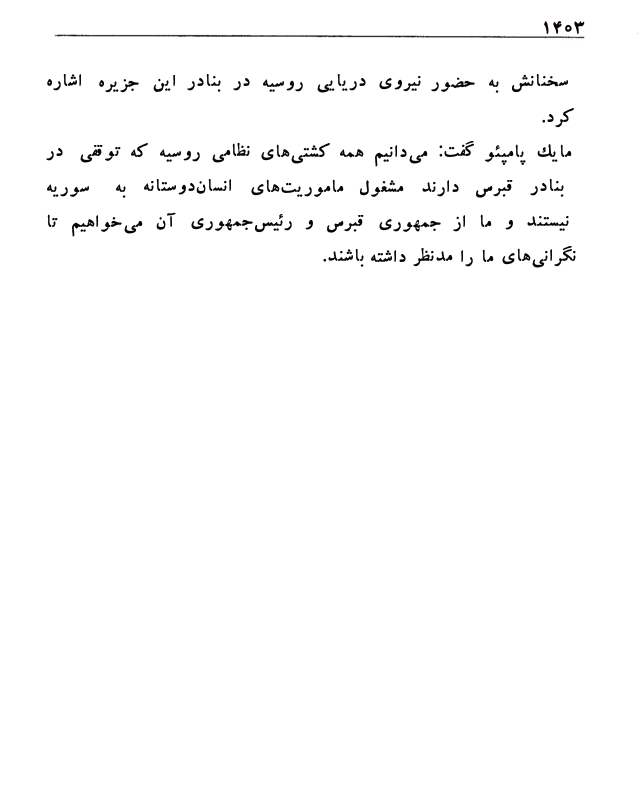 ۱۴۰۳
سخنانش به حضور نیروی دریایی روسیه در بنادر این جزیره اشاره
کرد.
مایك پامپئو گفت: می‌دانیم همه کشتی‌های نظامی روسیه که توقفی در
بنادر قبرس دارند مشغول ماموریت‌های انسان‌دوستانه به سوریه
نیستند و ما از جمهوری قبرس و رئیس‌جمهوری آن می‌خواهیم تا
نگرانی‌های ما را مدنظر داشته باشند.